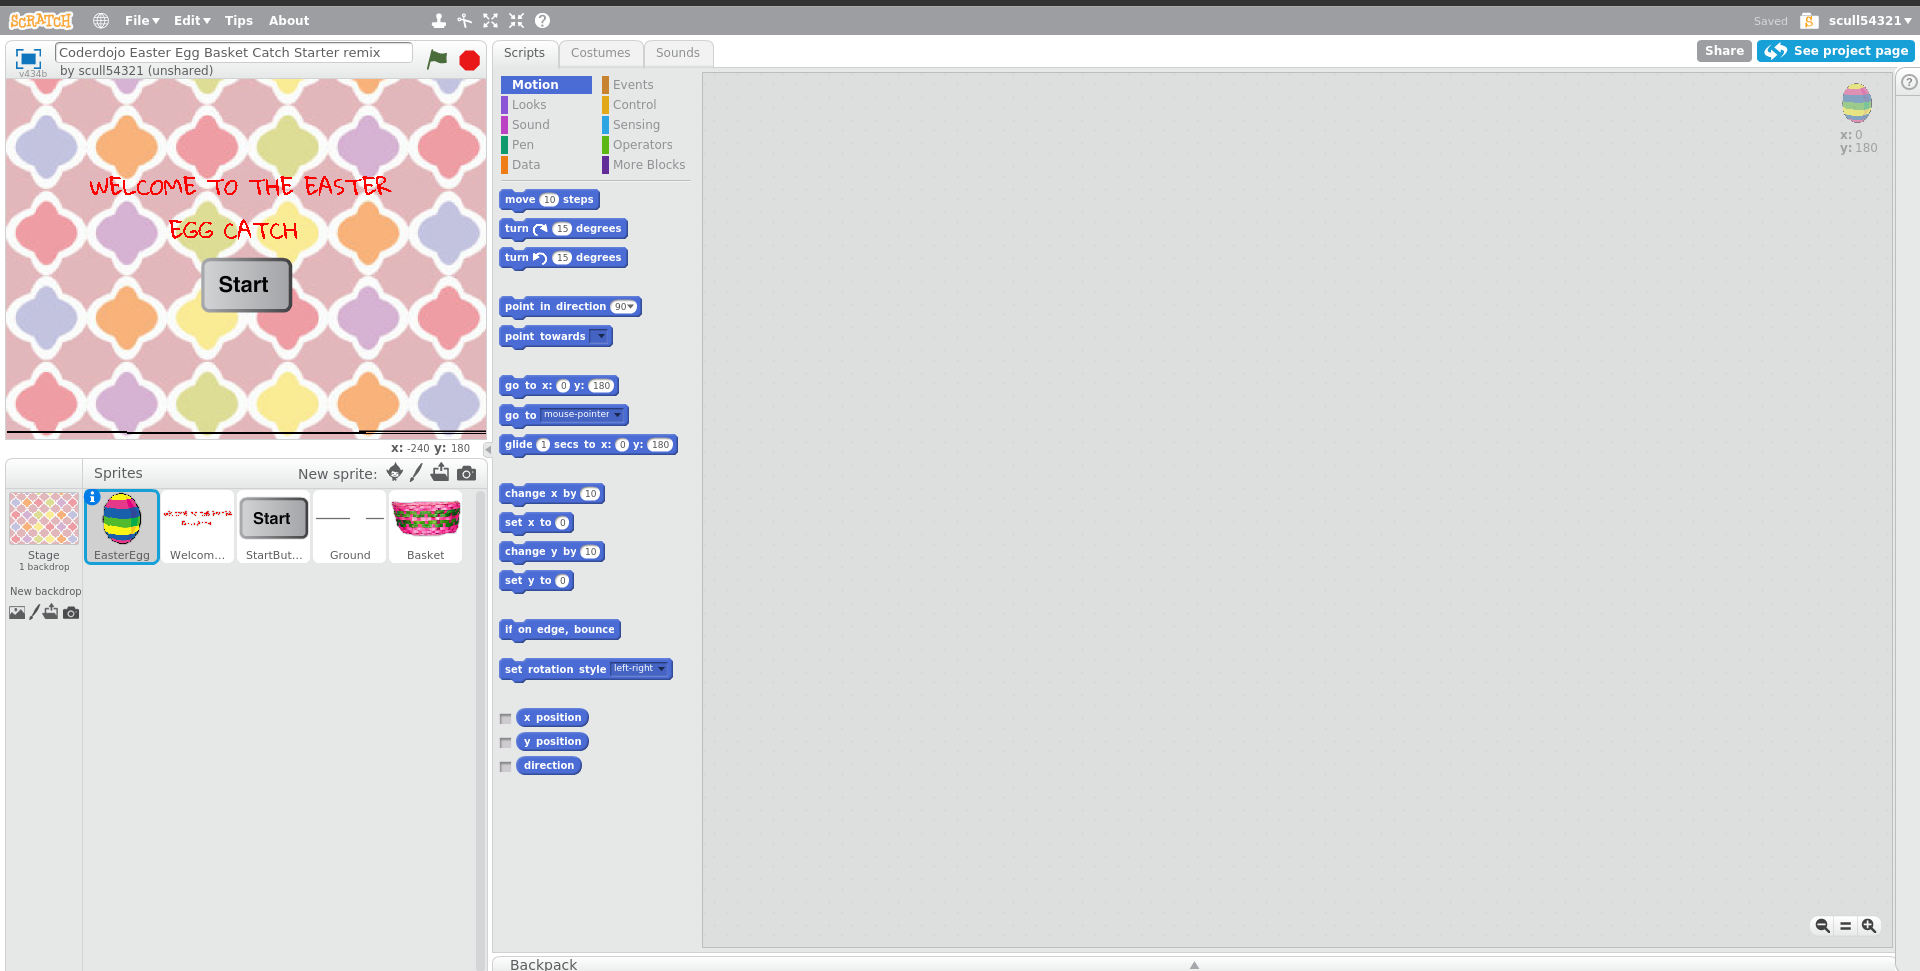 SCRATCH File Edit Tips About Saved scull54321
Coderdojo Easter Egg Basket Catch Starter remix
v434b by scull54321 (unshared)
Scripts Costumes Sounds Share See project page
WELCOME TO THE EASTER
EGG CATCH
Start
x: -240 y: 180
Sprites New sprite:
Start
EasterEgg Welcom... StartBut... Ground Basket
Stage
1 backdrop
New backdrop
Motion Events
Looks Control
Sound Sensing
Pen Operators
Data More Blocks
move 10 steps
turn 15 degrees
turn 15 degrees
point in direction 90
point towards
go to x: 0 y: 180
go to mouse-pointer
glide 1 secs to x: 0 y: 180
change x by 10
set x to 0
change y by 10
set y to 0
if on edge, bounce
set rotation style left-right
x position
y position
direction
x: 0
y: 180
Backpack